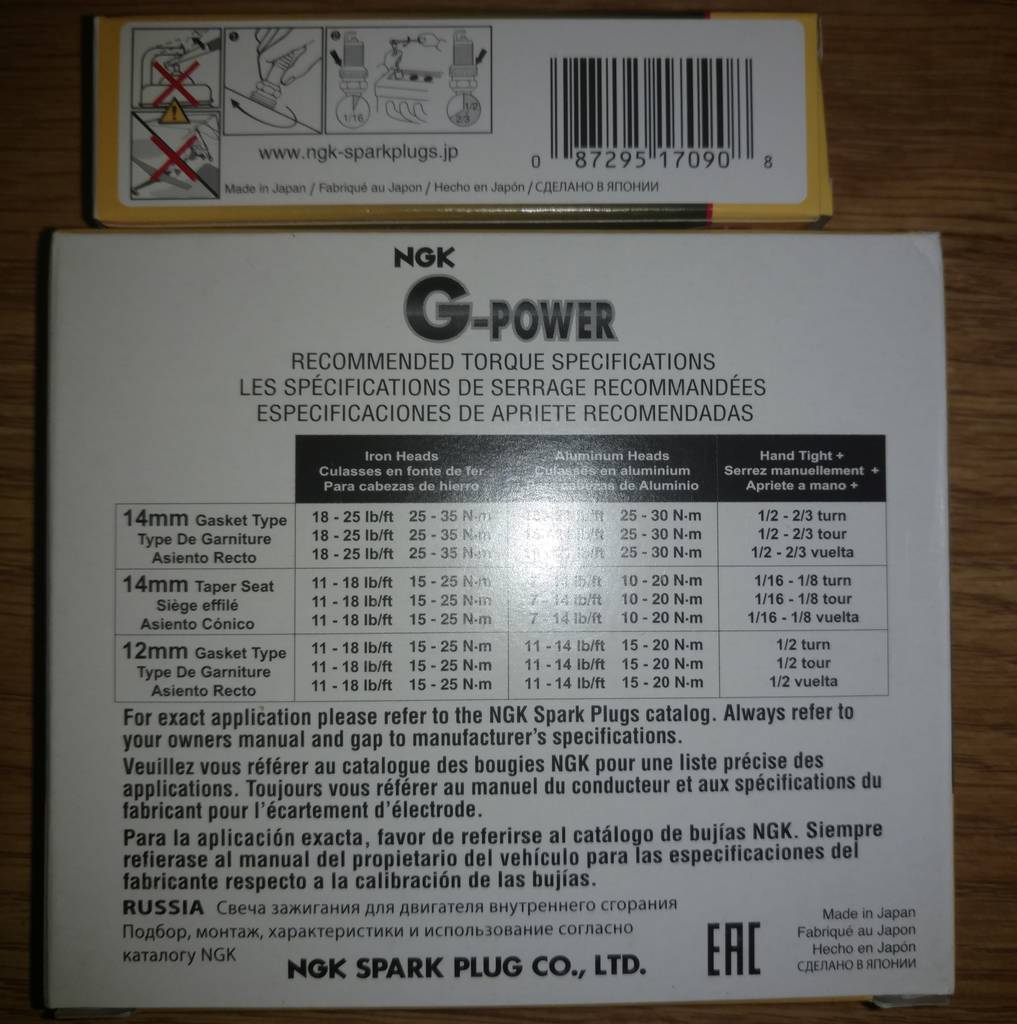 1/16
1/2
2/3
www.ngk-sparkplugs.jp
0 87295 17090 8
Made in Japan / Fabriqué au Japon / Hecho en Japón / СДЕЛАНО В ЯПОНИИ
NGK
G-POWER
RECOMMENDED TORQUE SPECIFICATIONS
LES SPÉCIFICATIONS DE SERRAGE RECOMMANDÉES
ESPECIFICACIONES DE APRIETE RECOMENDADAS
Iron Heads Aluminum Heads Hand Tight +
Culasses en fonte de fer Culasses en aluminium Serrez manuellement +
Para cabezas de hierro Para cabezas de Aluminio Apriete a mano +
14mm Gasket Type 18 - 25 lb/ft 25 - 35 N·m 25 - 30 N·m 1/2 - 2/3 turn
Type De Garniture 18 - 25 lb/ft 25 - 35 N·m 25 - 30 N·m 1/2 - 2/3 tour
Asiento Recto 18 - 25 lb/ft 25 - 35 N·m 25 - 30 N·m 1/2 - 2/3 vuelta
14mm Taper Seat 11 - 18 lb/ft 15 - 25 N·m 7 - 14 lb/ft 10 - 20 N·m 1/16 - 1/8 turn
Siège effilé 11 - 18 lb/ft 15 - 25 N·m 7 - 14 lb/ft 10 - 20 N·m 1/16 - 1/8 tour
Asiento Cónico 11 - 18 lb/ft 15 - 25 N·m 7 - 14 lb/ft 10 - 20 N·m 1/16 - 1/8 vuelta
12mm Gasket Type 11 - 18 lb/ft 15 - 25 N·m 11 - 14 lb/ft 15 - 20 N·m 1/2 turn
Type De Garniture 11 - 18 lb/ft 15 - 25 N·m 11 - 14 lb/ft 15 - 20 N·m 1/2 tour
Asiento Recto 11 - 18 lb/ft 15 - 25 N·m 11 - 14 lb/ft 15 - 20 N·m 1/2 vuelta
For exact application please refer to the NGK Spark Plugs catalog. Always refer to
your owners manual and gap to manufacturer's specifications.
Veuillez vous référer au catalogue des bougies NGK pour une liste précise des
applications. Toujours vous référer au manuel du conducteur et aux spécifications du
fabricant pour l'écartement d'électrode.
Para la aplicación exacta, favor de referirse al catálogo de bujías NGK. Siempre
refierase al manual del propietario del vehículo para las especificaciones del
fabricante respecto a la calibración de las bujías.
RUSSIA Свеча зажигания для двигателя внутреннего сгорания
Подбор, монтаж, характеристики и использование согласно
каталогу NGK
NGK SPARK PLUG CO., LTD.
EAC
Made in Japan
Fabriqué au Japon
Hecho en Japón
СДЕЛАНО В ЯПОНИИ